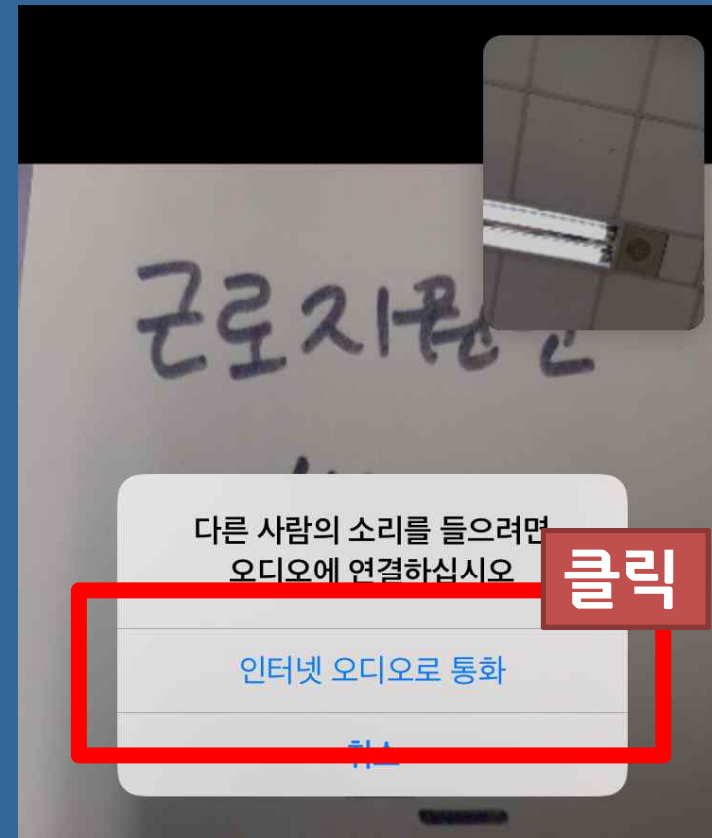 근로지원인
다른 사람의 소리를 들으려면
오디오에 연결하십시오
클릭
인터넷 오디오로 통화
취소